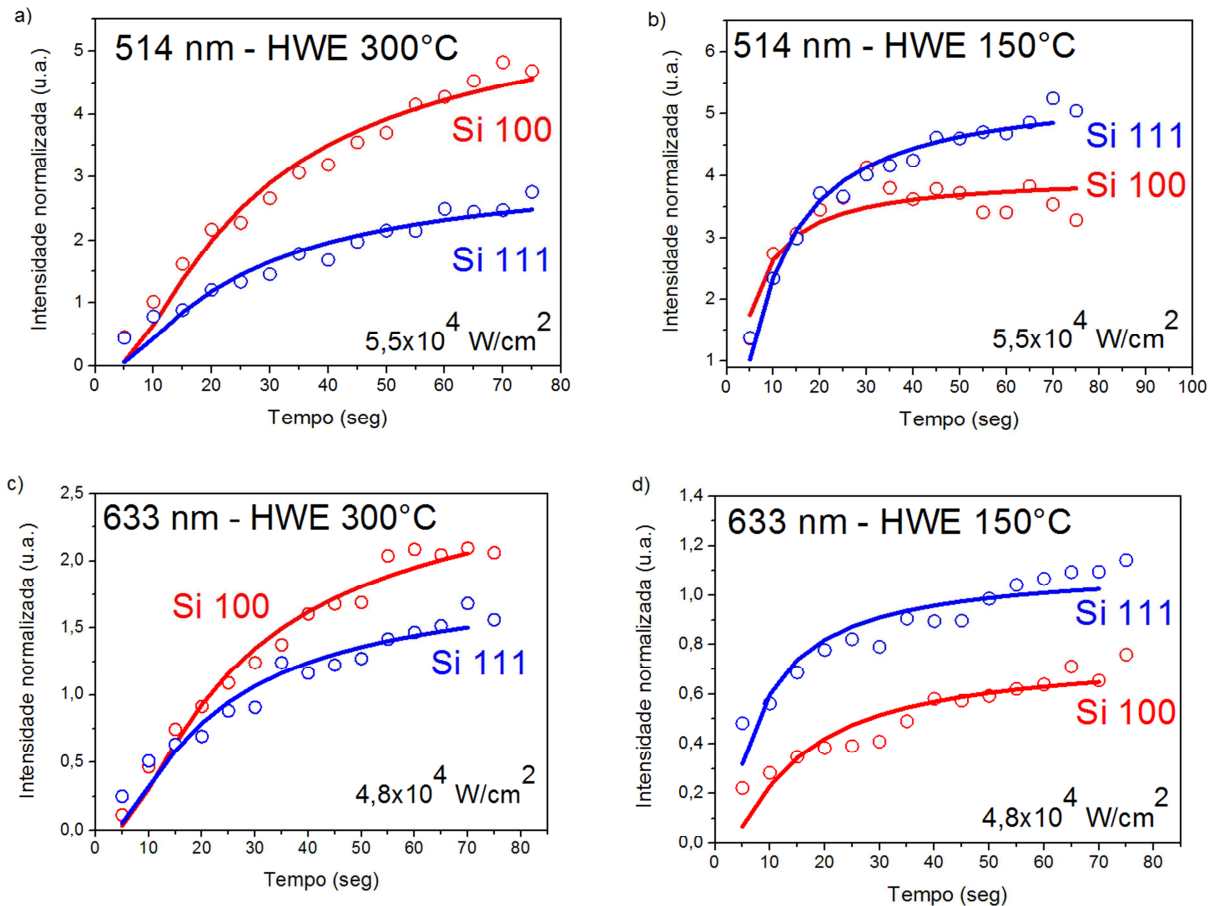 a)
514 nm - HWE 300°C
Si 100
Si 111
5,5x10⁴ W/cm²
Intensidade normalizada (u.a.)
5
4
3
2
1
0
0 10 20 30 40 50 60 70 80
Tempo (seg)
b)
514 nm - HWE 150°C
Si 111
Si 100
5,5x10⁴ W/cm²
Intensidade normalizada (u.a.)
6
5
4
3
2
1
0 10 20 30 40 50 60 70 80 90 100
Tempo (seg)
c)
633 nm - HWE 300°C
Si 100
Si 111
4,8x10⁴ W/cm²
Intensidade normalizada (u.a.)
2,5
2,0
1,5
1,0
0,5
0,0
0 10 20 30 40 50 60 70 80
Tempo (seg)
d)
633 nm - HWE 150°C
Si 111
Si 100
4,8x10⁴ W/cm²
Intensidade normalizada (u.a.)
1,4
1,2
1,0
0,8
0,6
0,4
0,2
0,0
0 10 20 30 40 50 60 70 80
Tempo (seg)